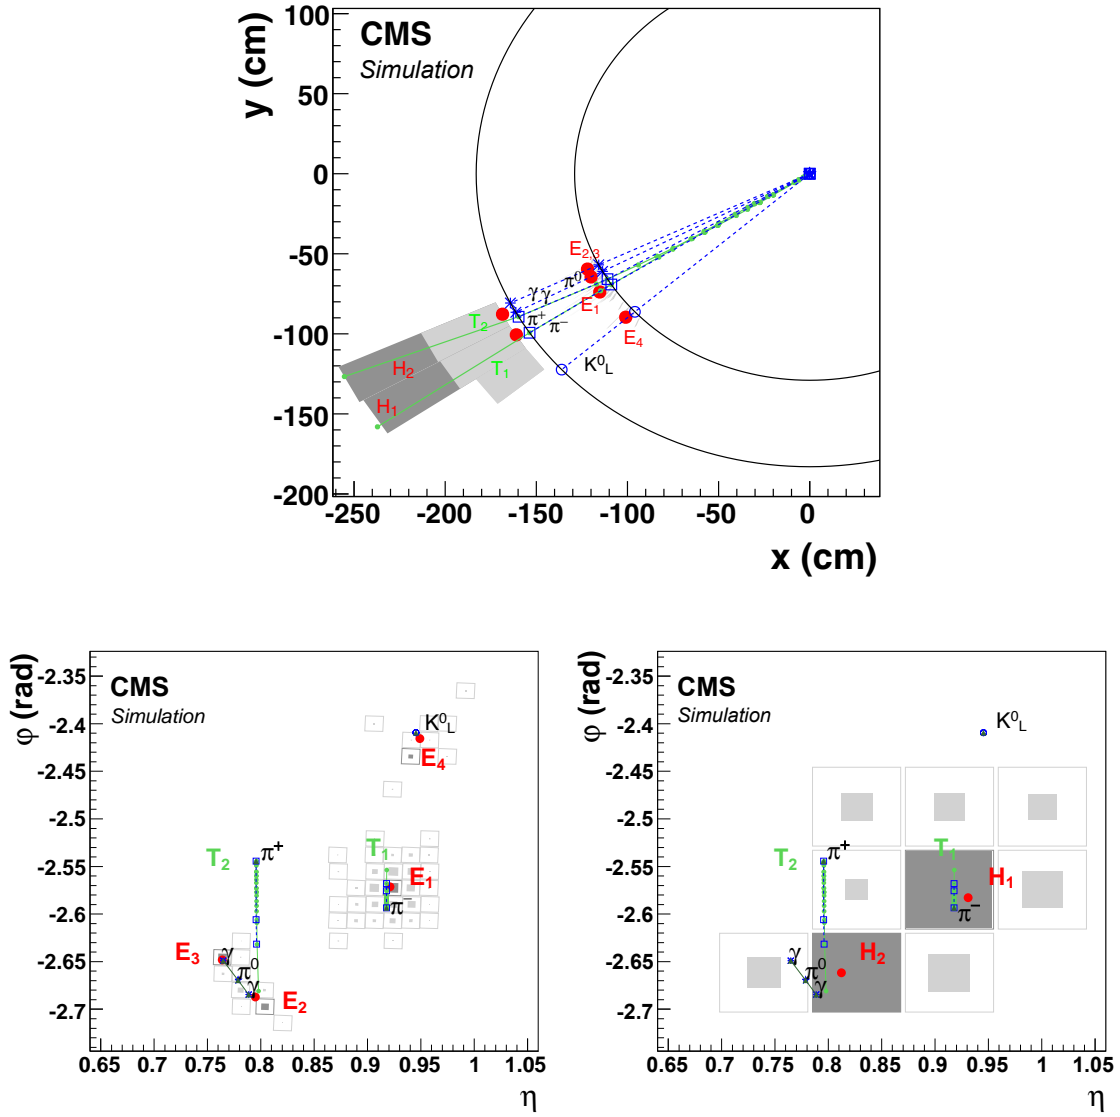 CMS
Simulation
y (cm)
100
50
0
-50
-100
-150
-200
E2,3
π0
γ γ
E1
π+ π−
T2
E4
K0L
T1
H2
H1
-250 -200 -150 -100 -50 0
x (cm)
φ (rad)
CMS
Simulation
-2.35
-2.4
-2.45
-2.5
-2.55
-2.6
-2.65
-2.7
K0L
E4
T2
π+
T1
E1
π−
E3
γ
π0
γ
E2
0.65 0.7 0.75 0.8 0.85 0.9 0.95 1 1.05
η
φ (rad)
CMS
Simulation
-2.35
-2.4
-2.45
-2.5
-2.55
-2.6
-2.65
-2.7
K0L
T2
π+
T1
H1
π−
γ
π0
γ
H2
0.65 0.7 0.75 0.8 0.85 0.9 0.95 1 1.05
η